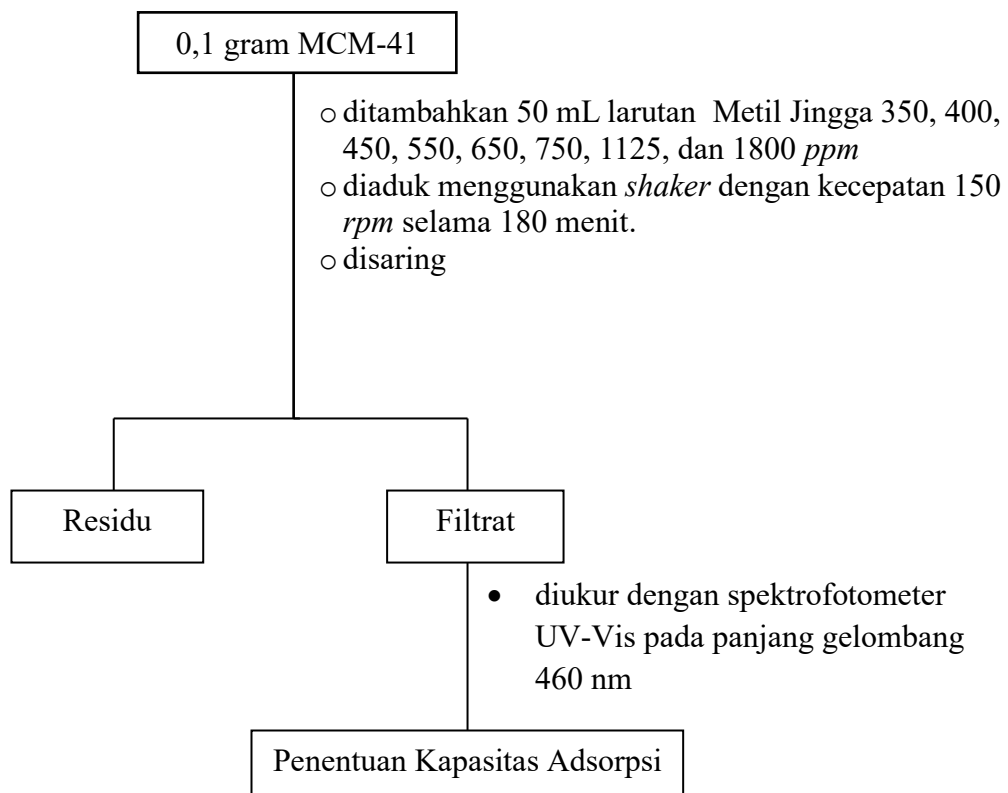 0,1 gram MCM-41
o ditambahkan 50 mL larutan Metil Jingga 350, 400,
450, 550, 650, 750, 1125, dan 1800 ppm
o diaduk menggunakan shaker dengan kecepatan 150
rpm selama 180 menit.
o disaring
Residu
Filtrat
• diukur dengan spektrofotometer
UV-Vis pada panjang gelombang
460 nm
Penentuan Kapasitas Adsorpsi